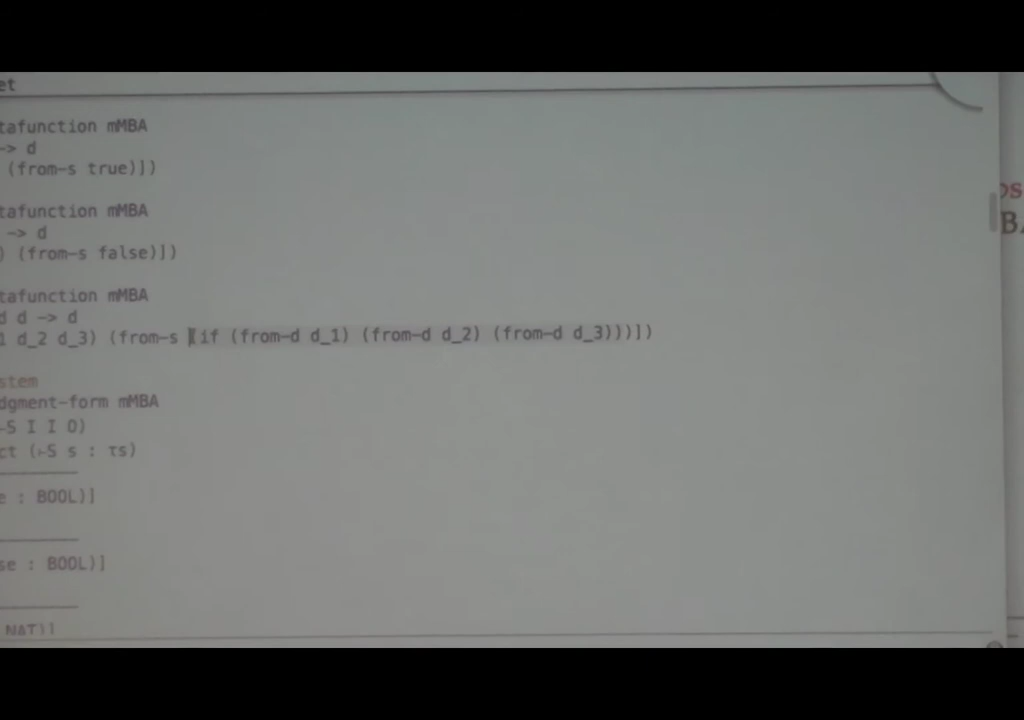 et
tafunction mMBA
-> d
(from-s true)])
tafunction mMBA
-> d
) (from-s false)])
tafunction mMBA
d d -> d
1 d_2 d_3) (from-s (if (from-d d_1) (from-d d_2) (from-d d_3)))])
stem
dgment-form mMBA
-S I I O)
ct (⊢S s : τs)
e : BOOL)]
se : BOOL)]
NAT)]